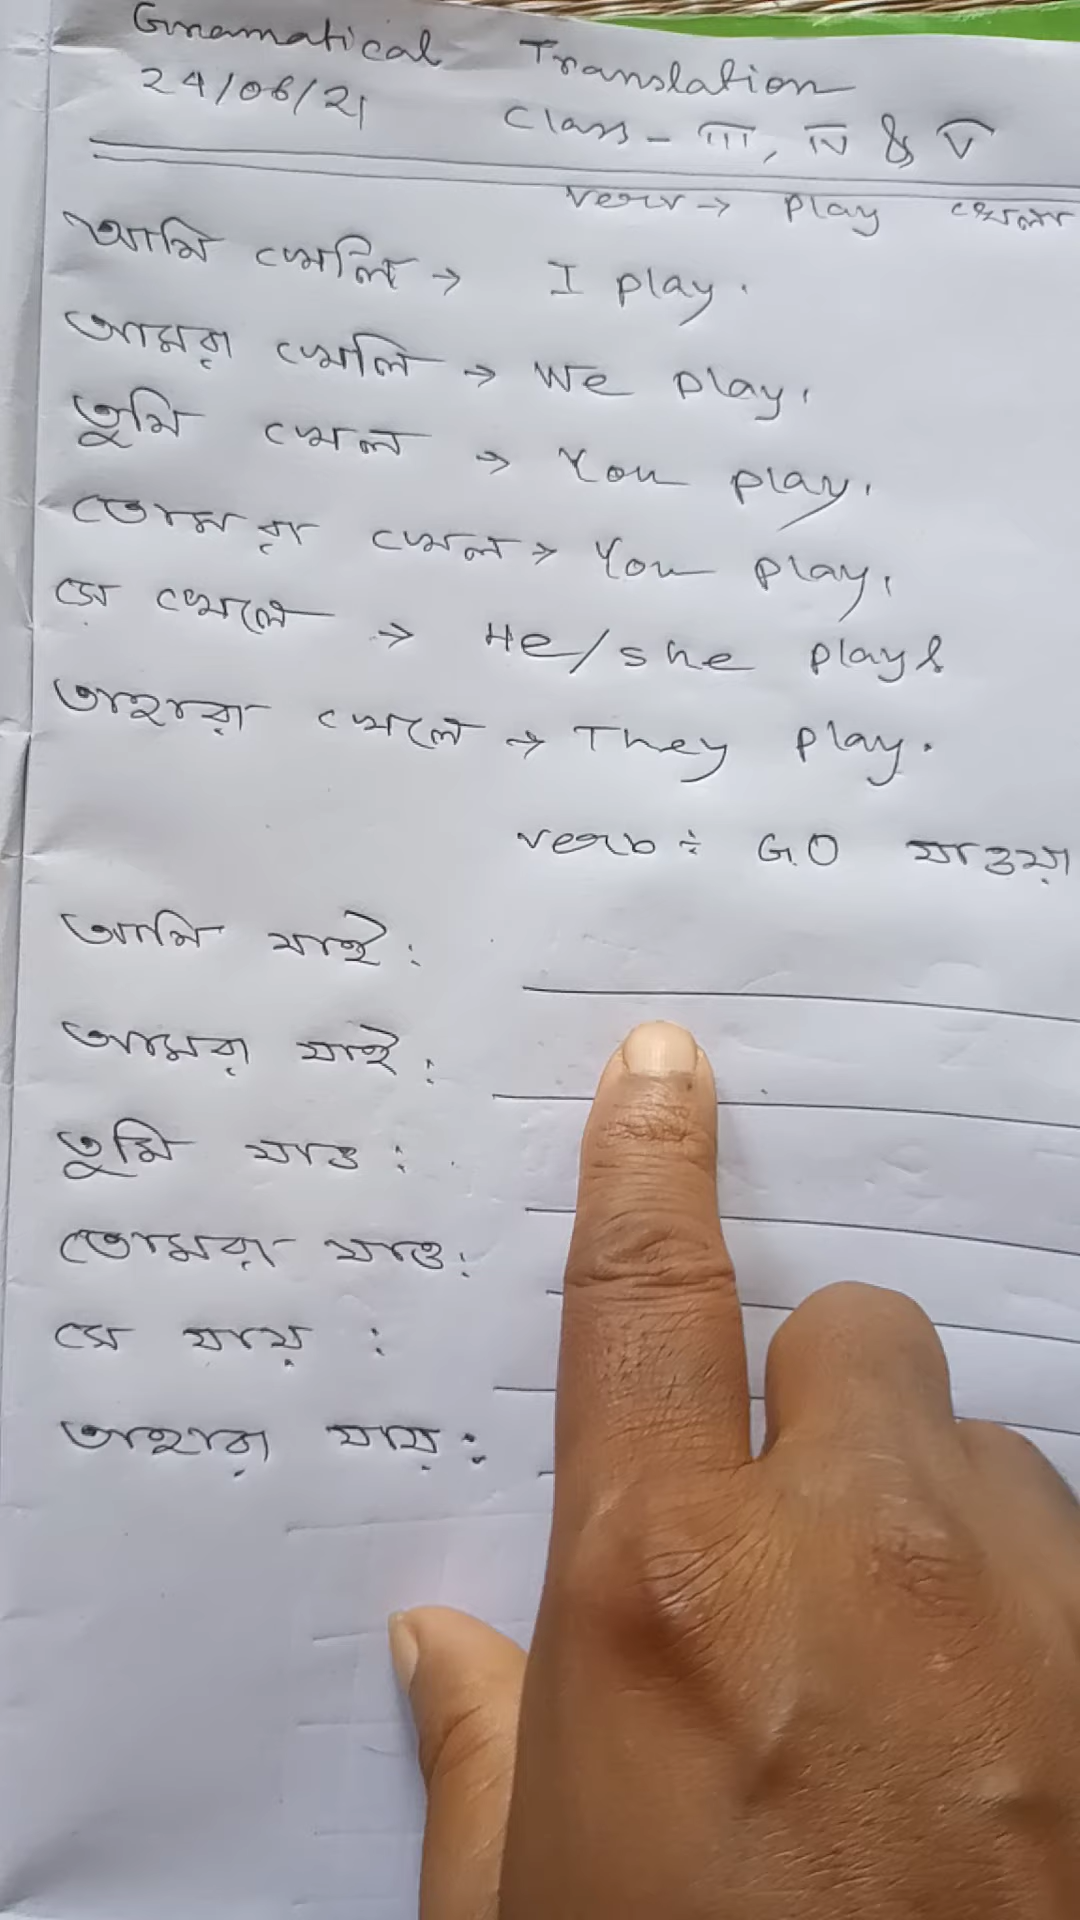 Gramatical Translation
24/06/21 Class - III, IV & V
verb → play খেলা
আমি খেলি → I play.
আমরা খেলি → We play.
তুমি খেল → You play.
তোমরা খেল → You play.
সে খেলে → He/she plays
তাহারা খেলে → They play.
verb ÷ GO যাওয়া
আমি যাই :
আমরা যাই :
তুমি যাও :
তোমরা যাও :
সে যায় :
তাহারা যায় :